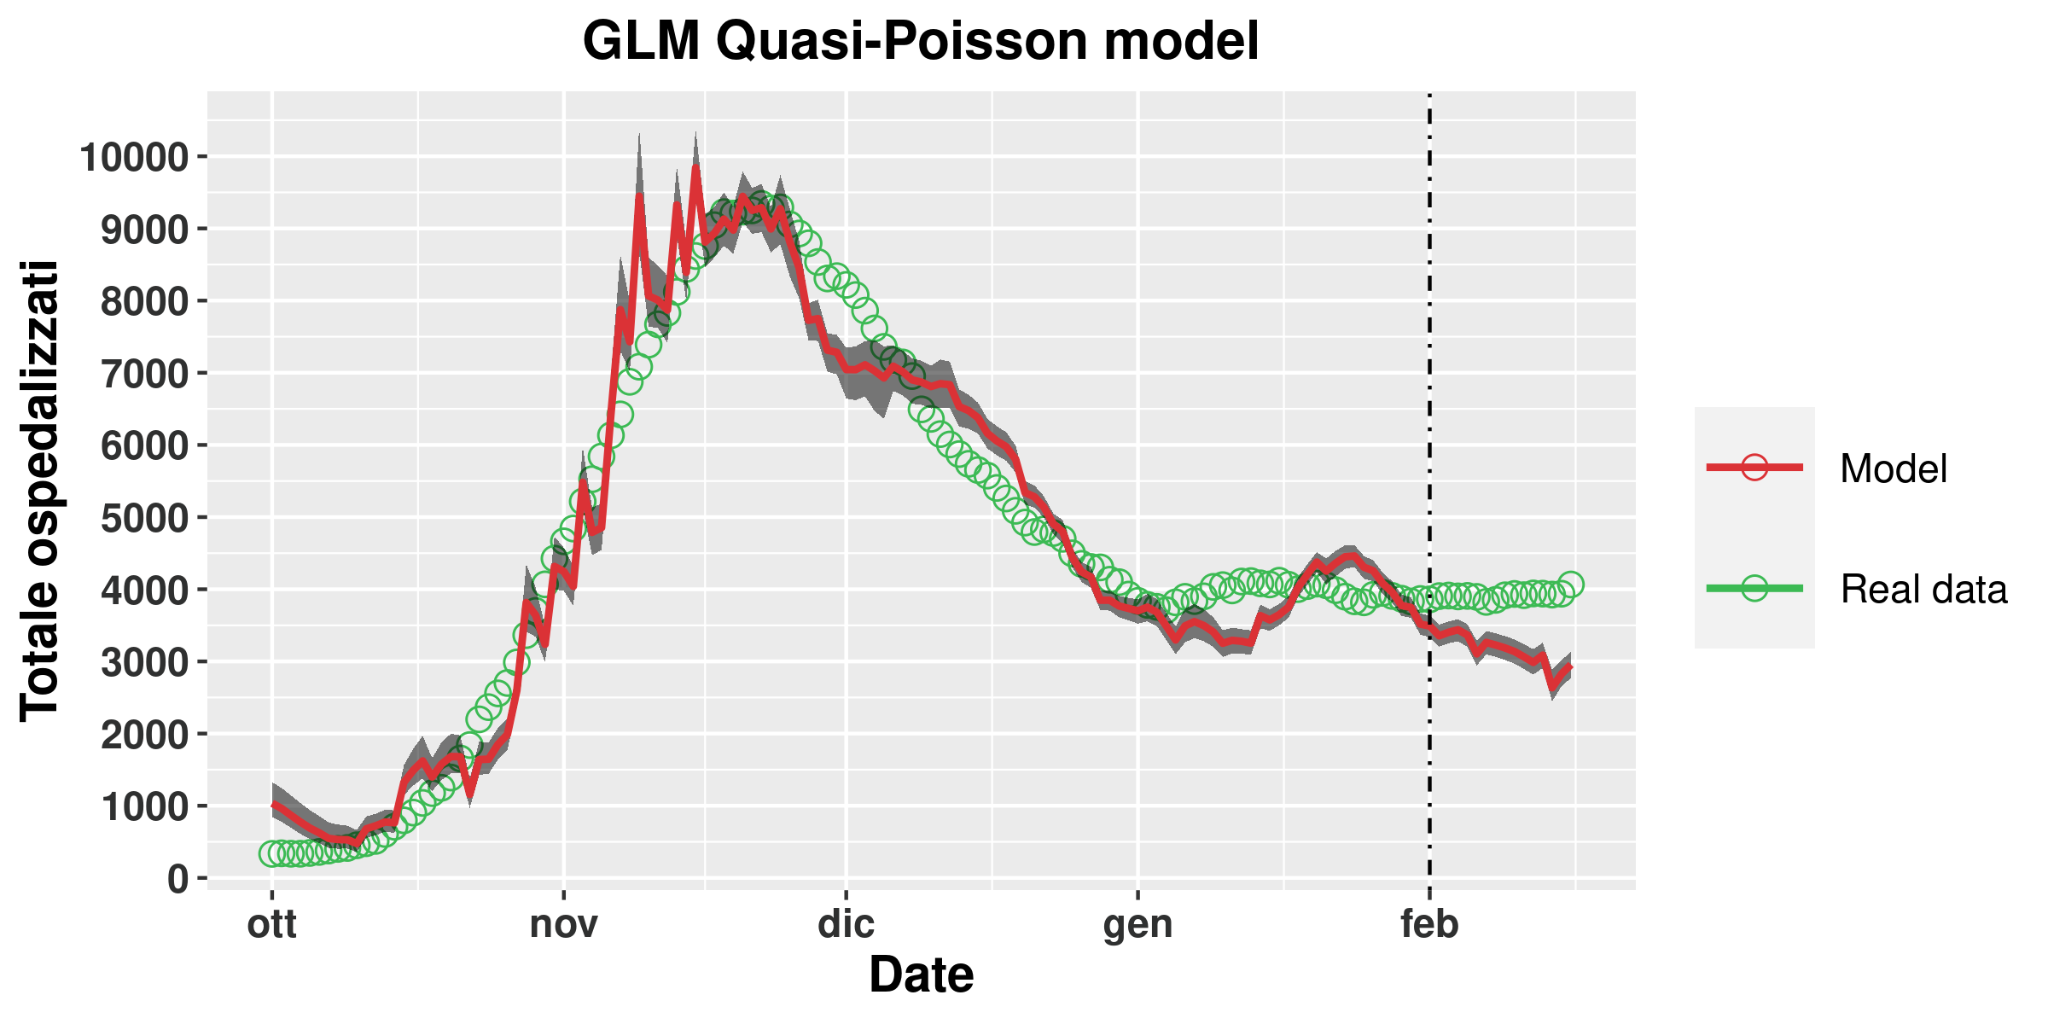 GLM Quasi-Poisson model
Totale ospedalizzati
10000
9000
8000
7000
6000
5000
4000
3000
2000
1000
0
ott nov dic gen feb
Date
Model
Real data